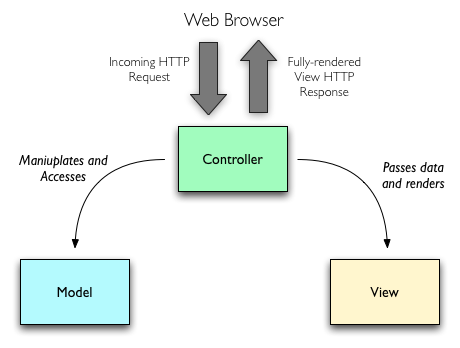 Web Browser
Incoming HTTP
Request
Fully-rendered
View HTTP
Response
Controller
Maniuplates and
Accesses
Passes data
and renders
Model
View